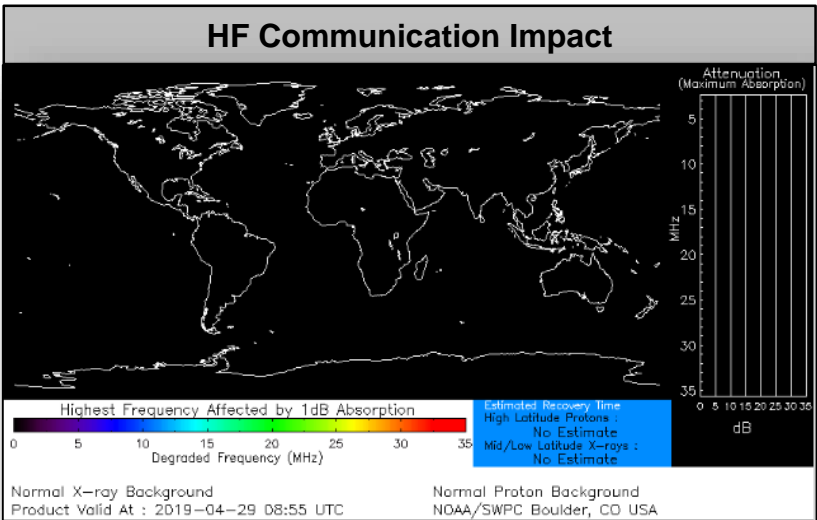 HF Communication Impact
Attenuation
(Maximum Absorption)
5
10
15
MHz
20
25
30
35
0 5 10 15 20 25 30 35
dB
Highest Frequency Affected by 1dB Absorption
0 5 10 15 20 25 30 35
Degraded Frequency (MHz)
Estimated Recovery Time
High Latitude Protons :
No Estimate
Mid/Low Latitude X-rays :
No Estimate
Normal X-ray Background
Product Valid At : 2019-04-29 08:55 UTC
Normal Proton Background
NOAA/SWPC Boulder, CO USA